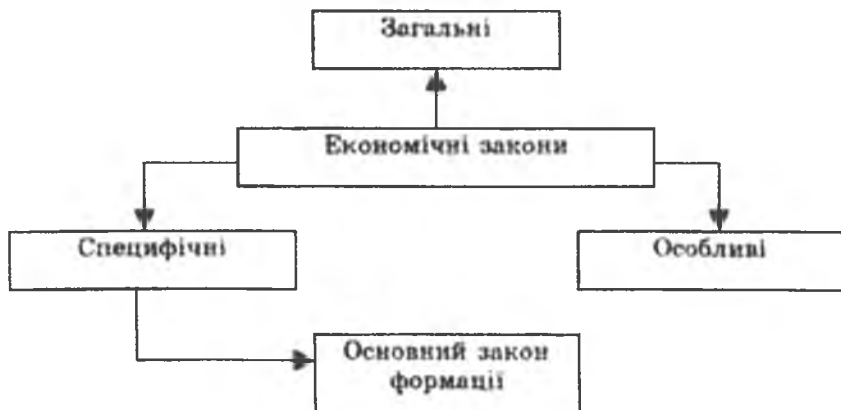 Загальні
Економічні закони
Специфічні
Особливі
Основний закон
формації